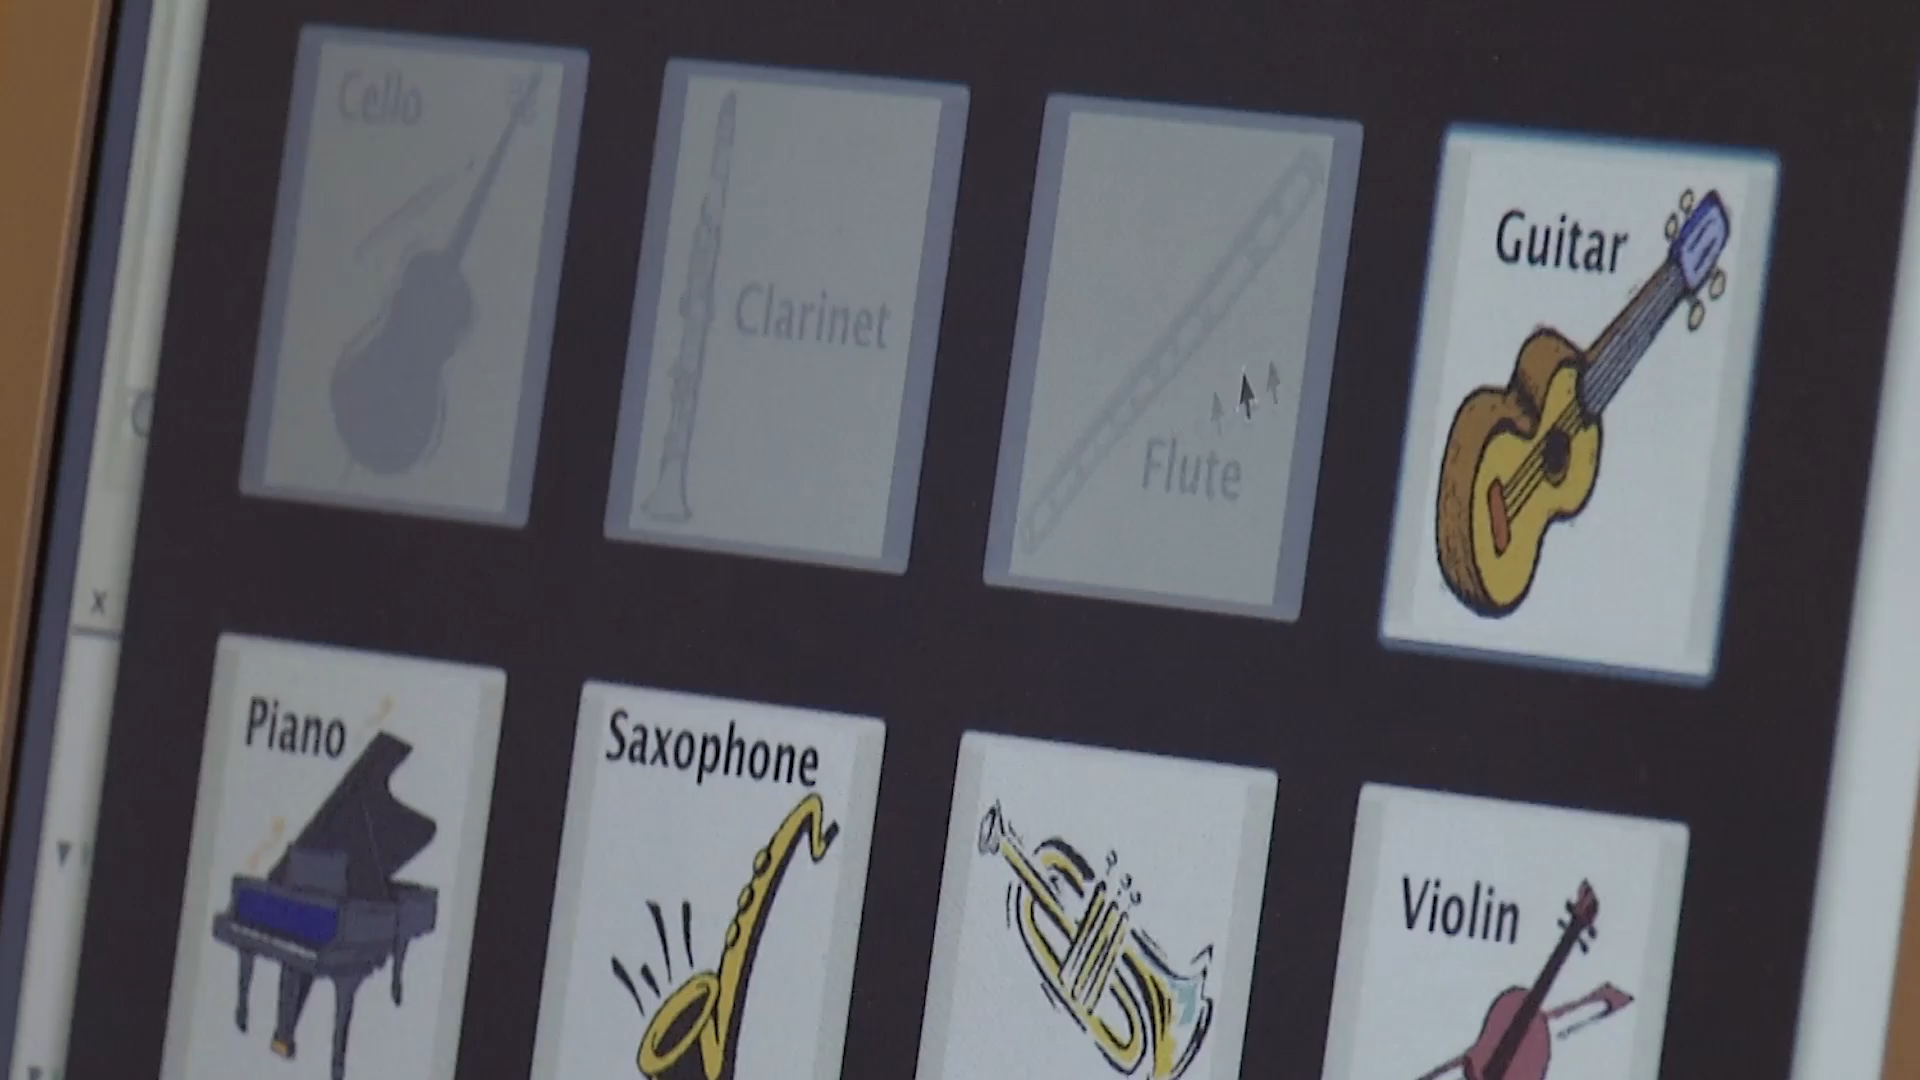 Cello
Clarinet
Flute
Guitar
Piano
Saxophone
Violin
x